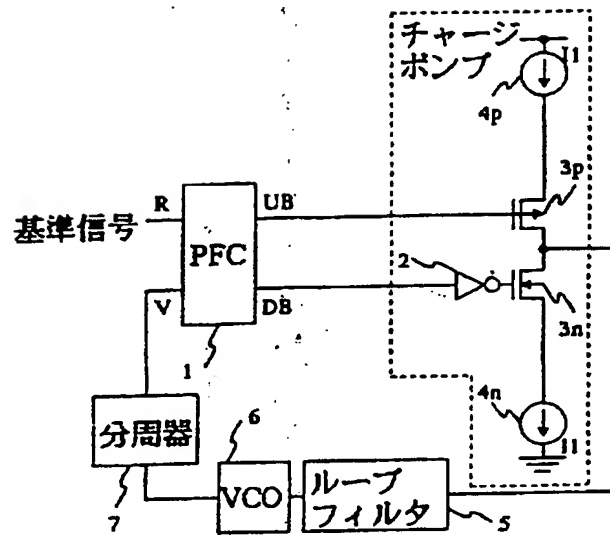 チャージ
ポンプ
I1
4p
3p
R
UB
基準信号
PFC
2
V
DB
3n
1
4n
I1
分周器
6
VCO
ループ
フィルタ
7
5